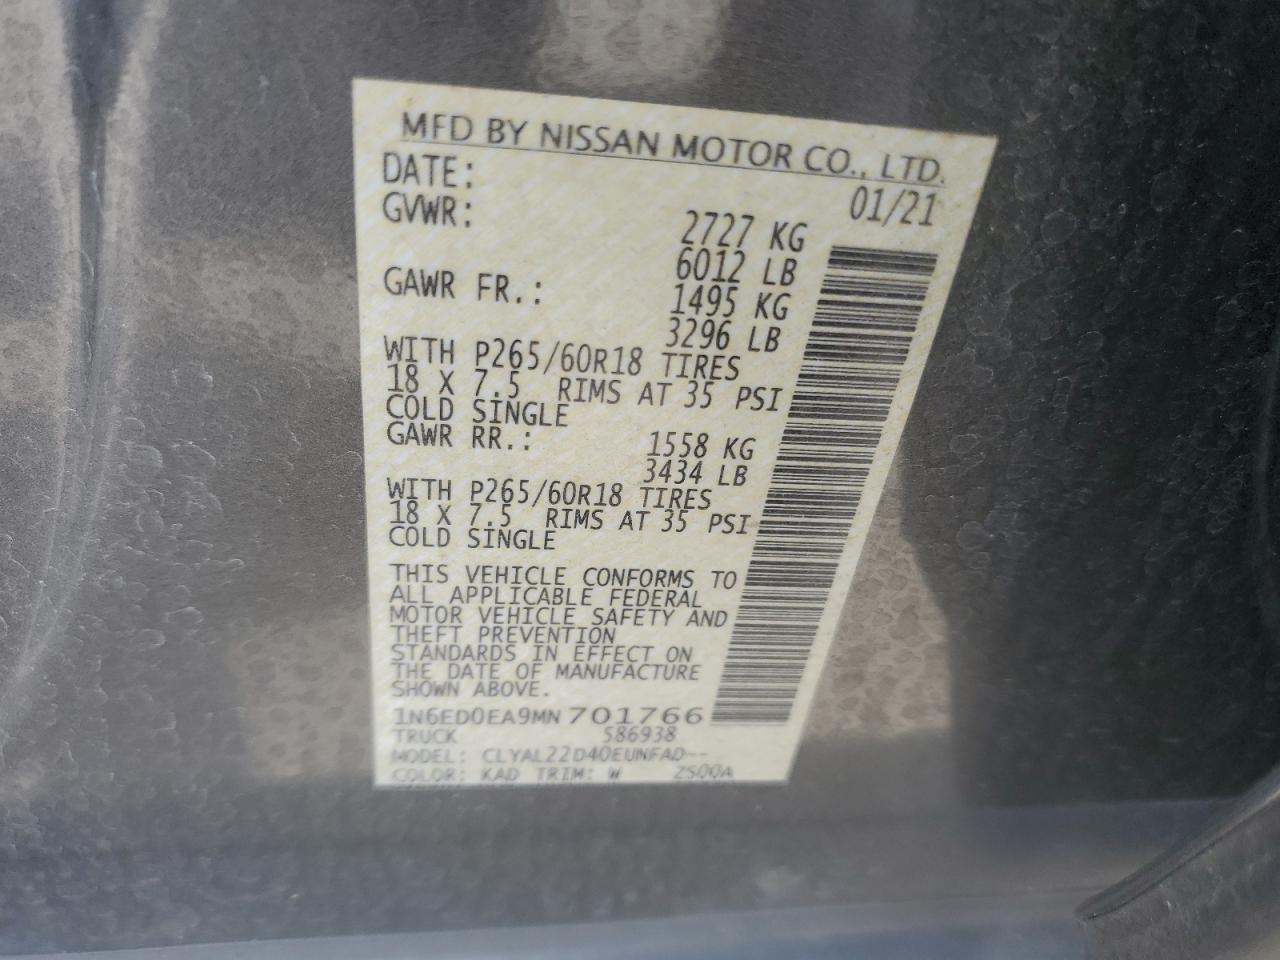 MFD BY NISSAN MOTOR CO., LTD.
DATE: 01/21
GVWR: 2727 KG
6012 LB
GAWR FR.: 1495 KG
3296 LB
WITH P265/60R18 TIRES
18 X 7.5 RIMS AT 35 PSI
COLD SINGLE
GAWR RR.: 1558 KG
3434 LB
WITH P265/60R18 TIRES
18 X 7.5 RIMS AT 35 PSI
COLD SINGLE
THIS VEHICLE CONFORMS TO
ALL APPLICABLE FEDERAL
MOTOR VEHICLE SAFETY AND
THEFT PREVENTION
STANDARDS IN EFFECT ON
THE DATE OF MANUFACTURE
SHOWN ABOVE.
1N6ED0EA9MN 701766
TRUCK 586938
MODEL: CLYAL22D40EUNFAD--
COLOR: KAD TRIM: W ZS00A